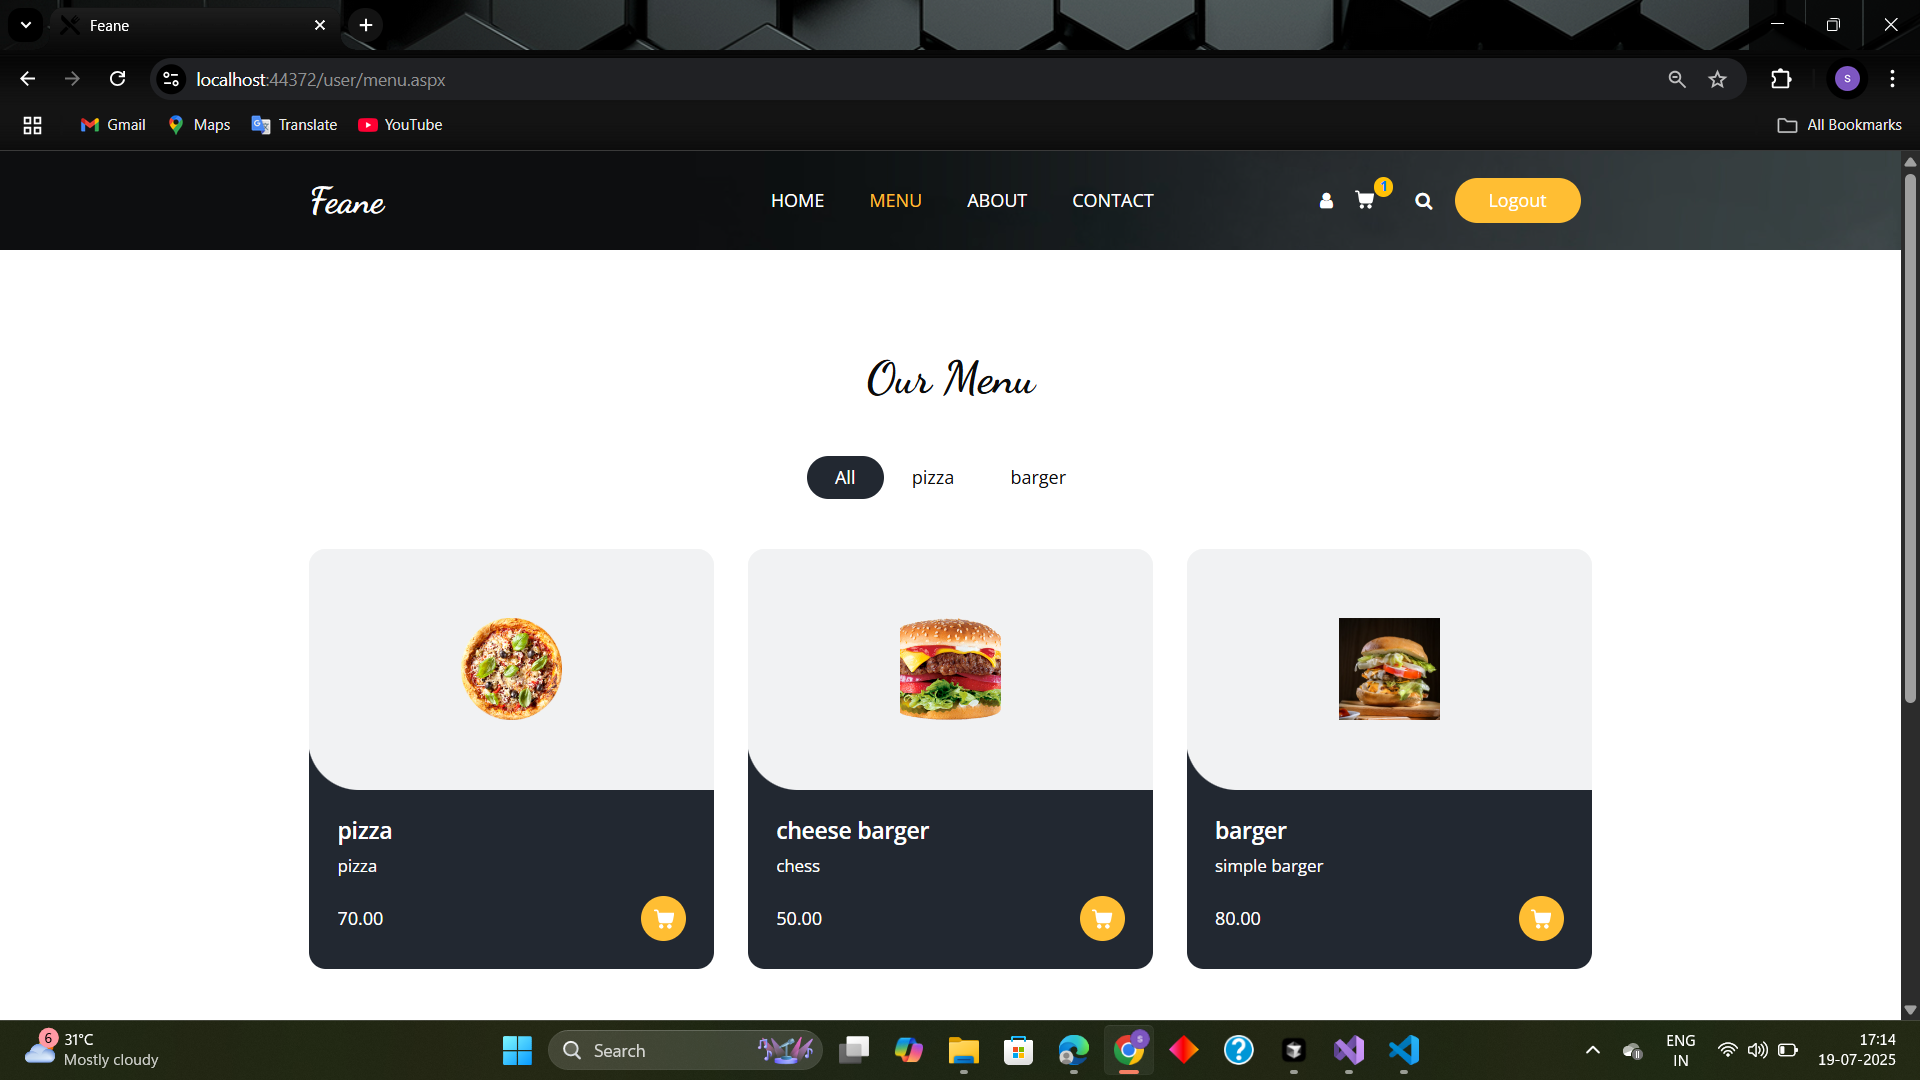 Feane
localhost:44372/user/menu.aspx
S
Gmail
Maps
Translate
YouTube
All Bookmarks
Feane
HOME
MENU
ABOUT
CONTACT
1
Logout
Our Menu
All
pizza
barger
pizza
pizza
70.00
cheese barger
chess
50.00
barger
simple barger
80.00
6
31°C
Mostly cloudy
Search
S
ENG
IN
17:14
19-07-2025